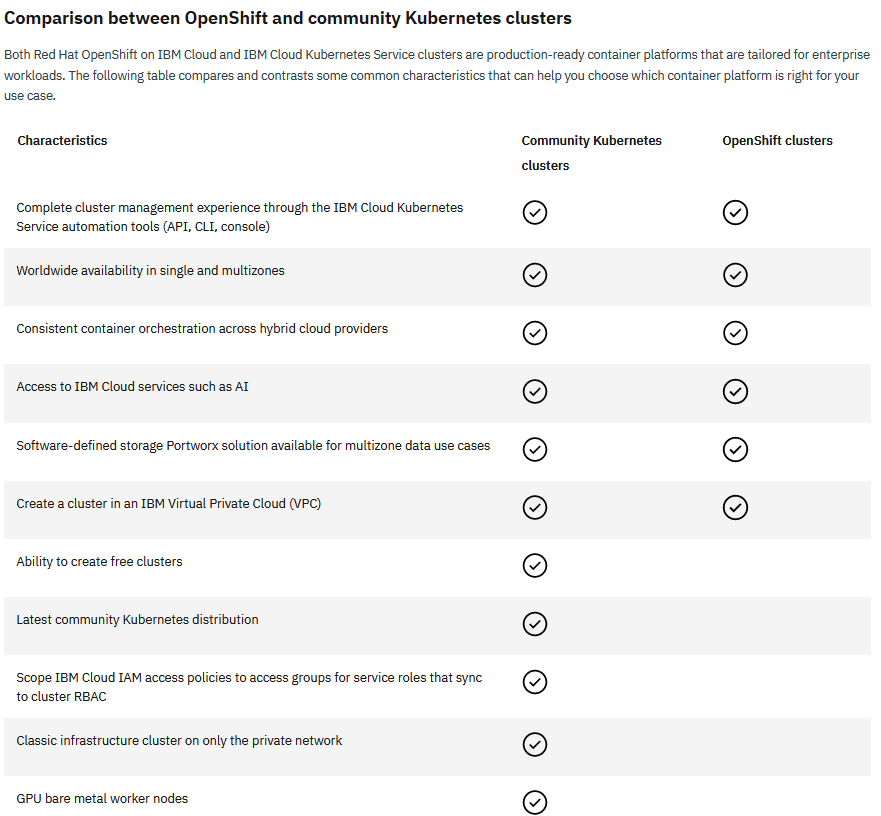 Comparison between OpenShift and community Kubernetes clusters
Both Red Hat OpenShift on IBM Cloud and IBM Cloud Kubernetes Service clusters are production-ready container platforms that are tailored for enterprise
workloads. The following table compares and contrasts some common characteristics that can help you choose which container platform is right for your
use case.
Characteristics
Community Kubernetes
clusters
OpenShift clusters
Complete cluster management experience through the IBM Cloud Kubernetes
Service automation tools (API, CLI, console)
Worldwide availability in single and multizones
Consistent container orchestration across hybrid cloud providers
Access to IBM Cloud services such as AI
Software-defined storage Portworx solution available for multizone data use cases
Create a cluster in an IBM Virtual Private Cloud (VPC)
Ability to create free clusters
Latest community Kubernetes distribution
Scope IBM Cloud IAM access policies to access groups for service roles that sync
to cluster RBAC
Classic infrastructure cluster on only the private network
GPU bare metal worker nodes